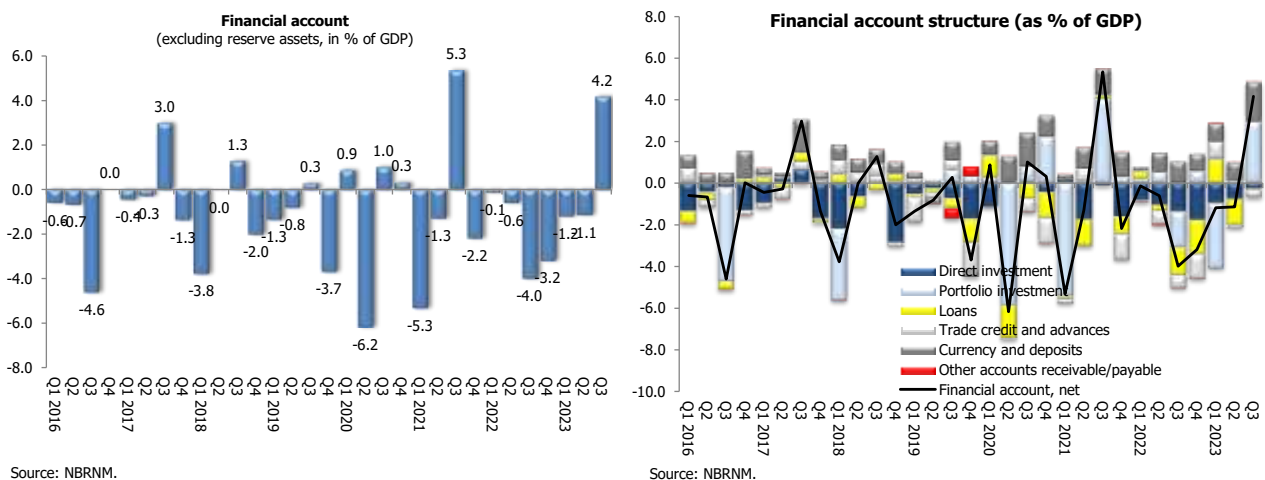 Financial account
(excluding reserve assets, in % of GDP)
6.0
4.0
2.0
0.0
-2.0
-4.0
-6.0
-8.0
-0.6
-0.7
-4.6
0.0
-0.4
-0.3
3.0
-1.3
-3.8
0.0
1.3
-2.0
-1.3
-0.8
0.3
-3.7
0.9
-6.2
1.0
0.3
-5.3
-1.3
5.3
-2.2
-0.1
-0.6
-4.0
-3.2
-1.2
-1.1
4.2
Q1 2016
Q2
Q3
Q4
Q1 2017
Q2
Q3
Q4
Q1 2018
Q2
Q3
Q4
Q1 2019
Q2
Q3
Q4
Q1 2020
Q2
Q3
Q4
Q1 2021
Q2
Q3
Q4
Q1 2022
Q2
Q3
Q4
Q1 2023
Q2
Q3
Source: NBRNM.
Financial account structure (as % of GDP)
8.0
6.0
4.0
2.0
0.0
-2.0
-4.0
-6.0
-8.0
-10.0
Direct investment
Portfolio investment
Loans
Trade credit and advances
Currency and deposits
Other accounts receivable/payable
Financial account, net
Q1 2016
Q2
Q3
Q4
Q1 2017
Q2
Q3
Q4
Q1 2018
Q2
Q3
Q4
Q1 2019
Q2
Q3
Q4
Q1 2020
Q2
Q3
Q4
Q1 2021
Q2
Q3
Q4
Q1 2022
Q2
Q3
Q4
Q1 2023
Q2
Q3
Source: NBRNM.